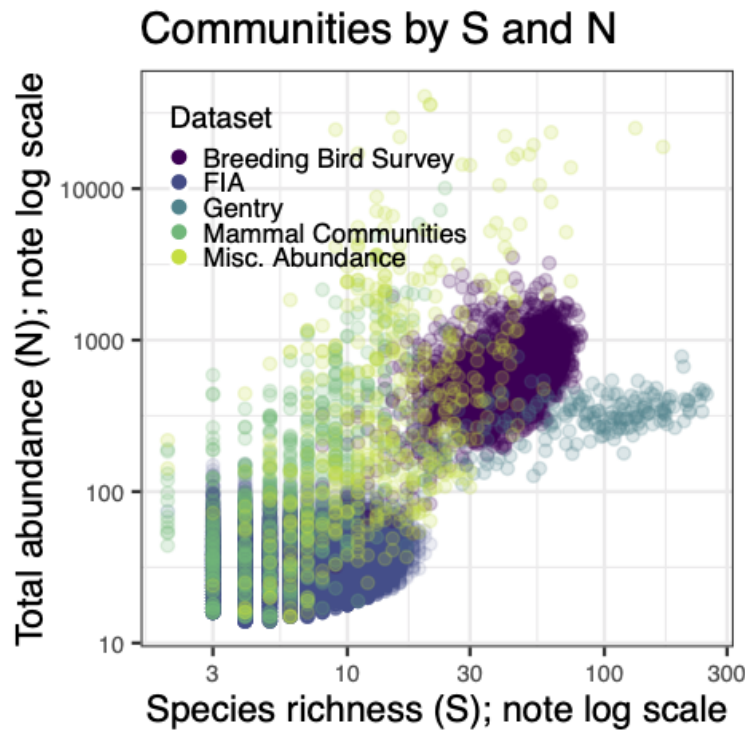 Communities by S and N
Total abundance (N); note log scale
Dataset
Breeding Bird Survey
FIA
Gentry
Mammal Communities
Misc. Abundance
10000
1000
100
10
3 10 30 100 300
Species richness (S); note log scale